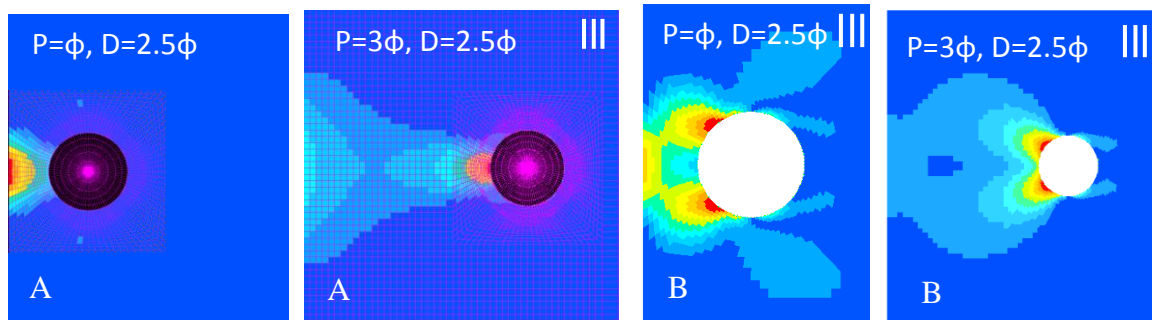 P=ϕ, D=2.5ϕ
A
P=3ϕ, D=2.5ϕ III
A
P=ϕ, D=2.5ϕ III
B
P=3ϕ, D=2.5ϕ III
B